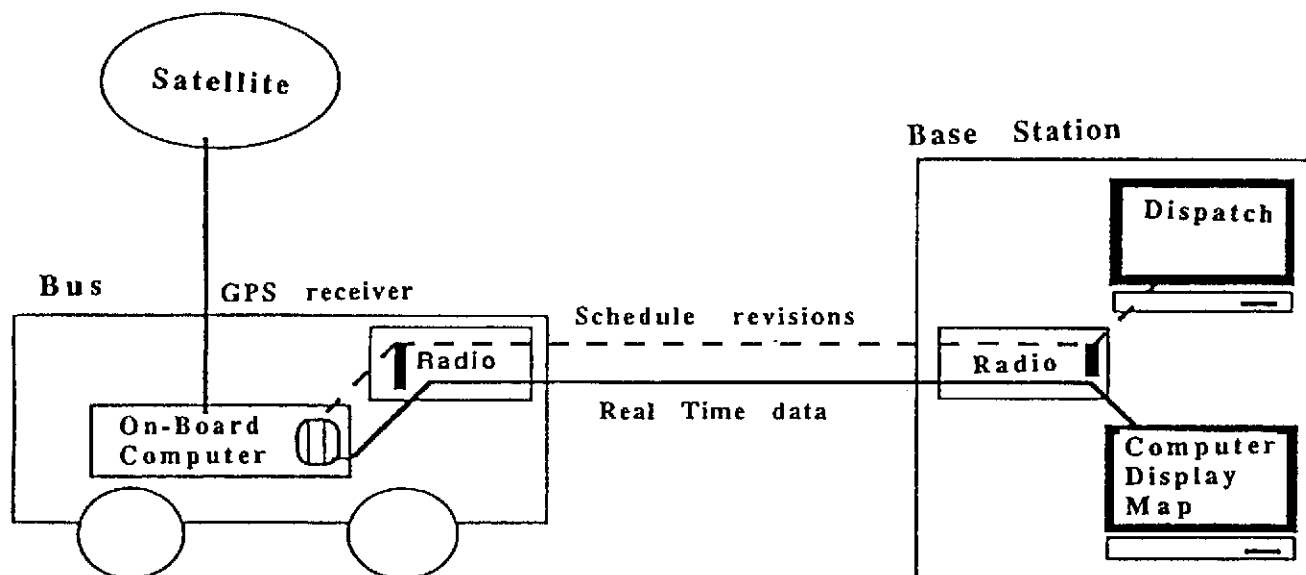 Satellite
Base Station
Dispatch
Bus
GPS receiver
Schedule revisions
Radio
Radio
Real Time data
On-Board
Computer
Computer
Display
Map